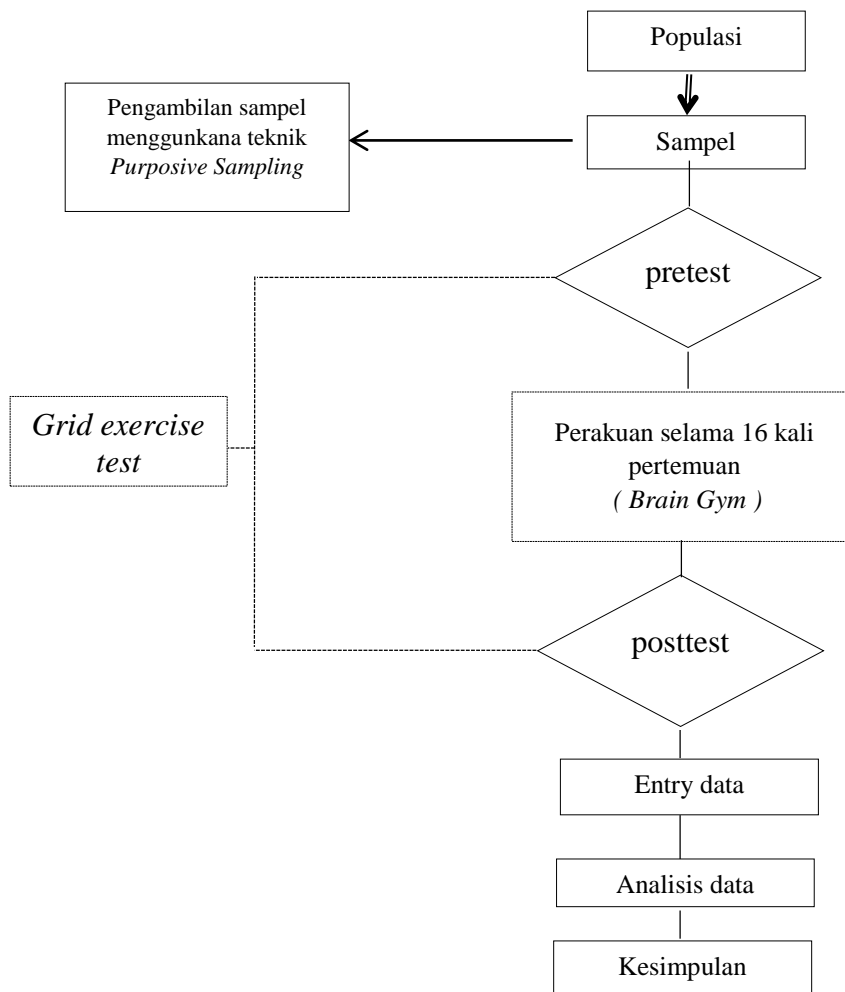 Populasi
Pengambilan sampel
menggunkana teknik
Purposive Sampling
Sampel
pretest
Grid exercise
test
Perakuan selama 16 kali
pertemuan
( Brain Gym )
posttest
Entry data
Analisis data
Kesimpulan